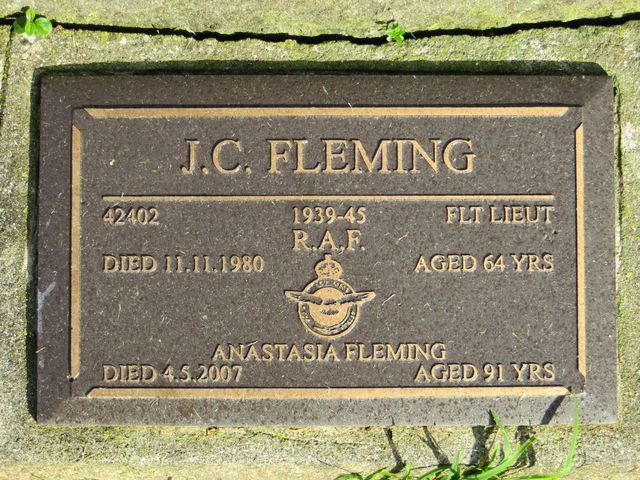 J.C. FLEMING
42402 1939-45 FLT LIEUT
R.A.F.
DIED 11.11.1980 AGED 64 YRS
ANASTASIA FLEMING
DIED 4.5.2007 AGED 91 YRS